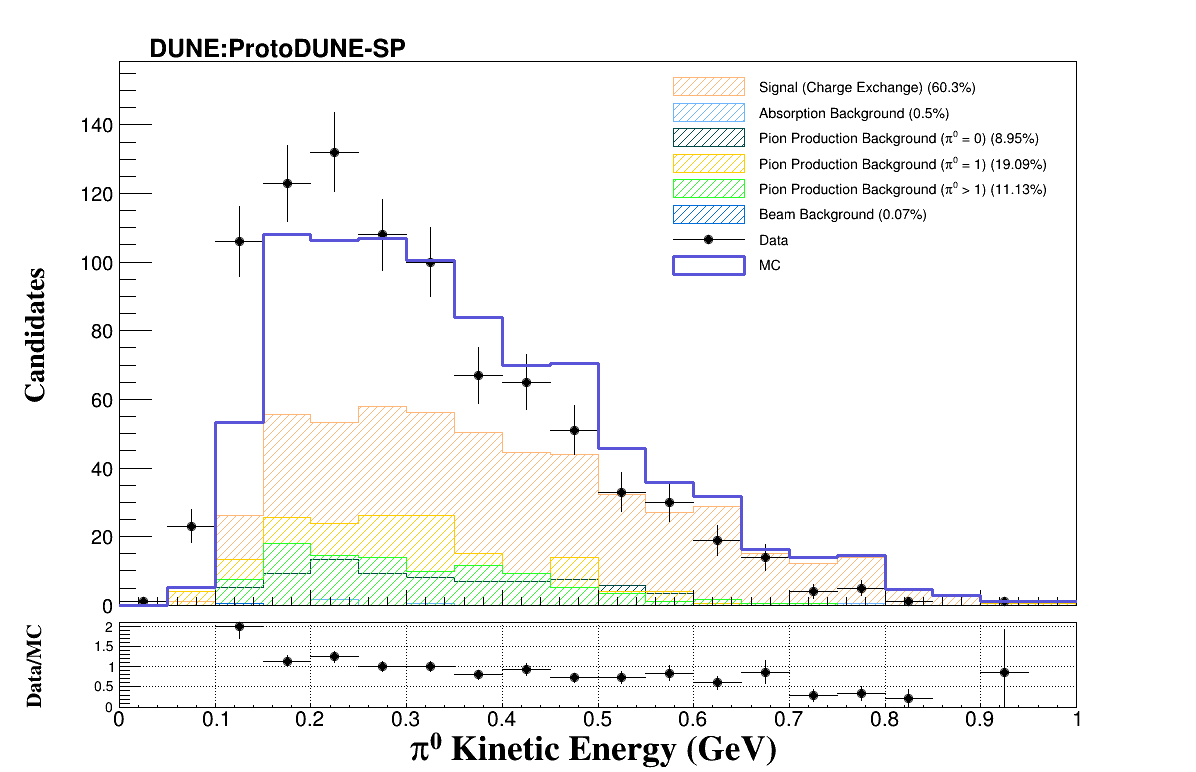 DUNE:ProtoDUNE-SP
Signal (Charge Exchange) (60.3%)
Absorption Background (0.5%)
Pion Production Background (π⁰ = 0) (8.95%)
Pion Production Background (π⁰ = 1) (19.09%)
Pion Production Background (π⁰ > 1) (11.13%)
Beam Background (0.07%)
Data
MC
Candidates
140
120
100
80
60
40
20
0
Data/MC
2
1.5
1
0.5
0
0 0.1 0.2 0.3 0.4 0.5 0.6 0.7 0.8 0.9 1
π⁰ Kinetic Energy (GeV)